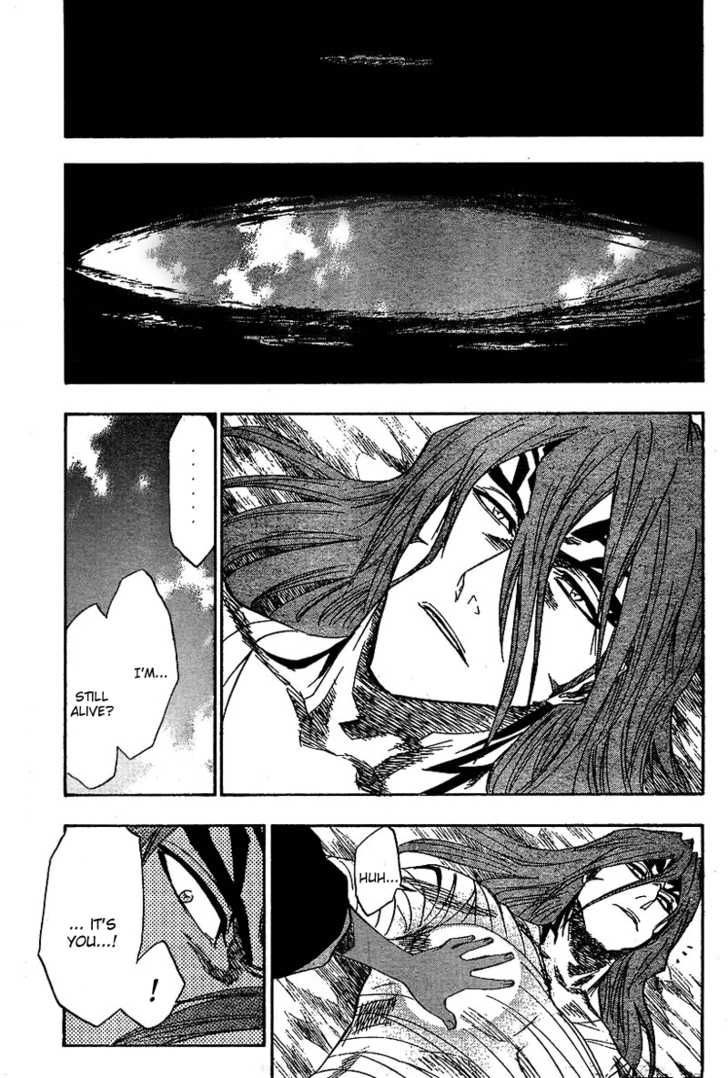 . . . . . .
I'M...
STILL
ALIVE?
HUH...
... IT'S
YOU...!
!